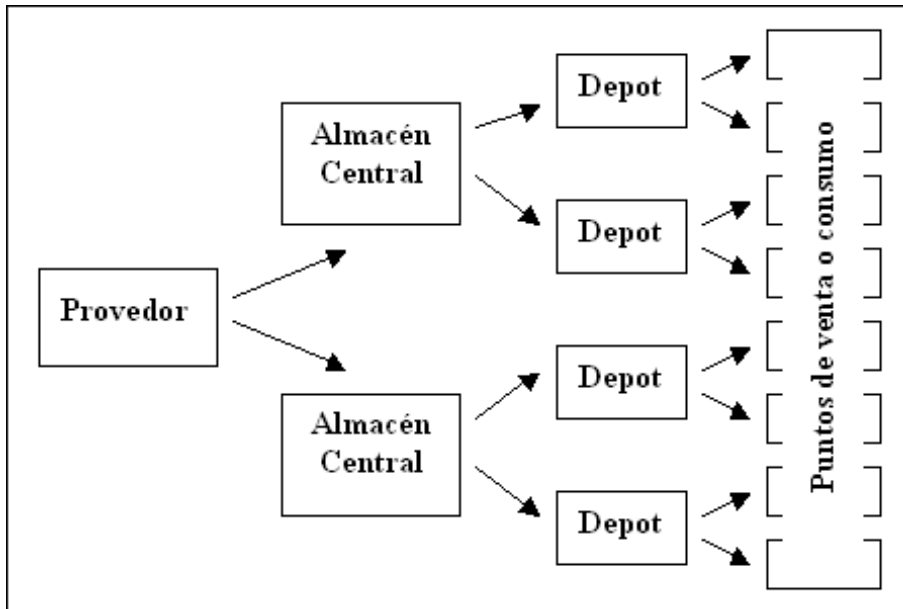 Provedor
Almacén
Central
Almacén
Central
Depot
Depot
Depot
Depot
Puntos de venta o consumo